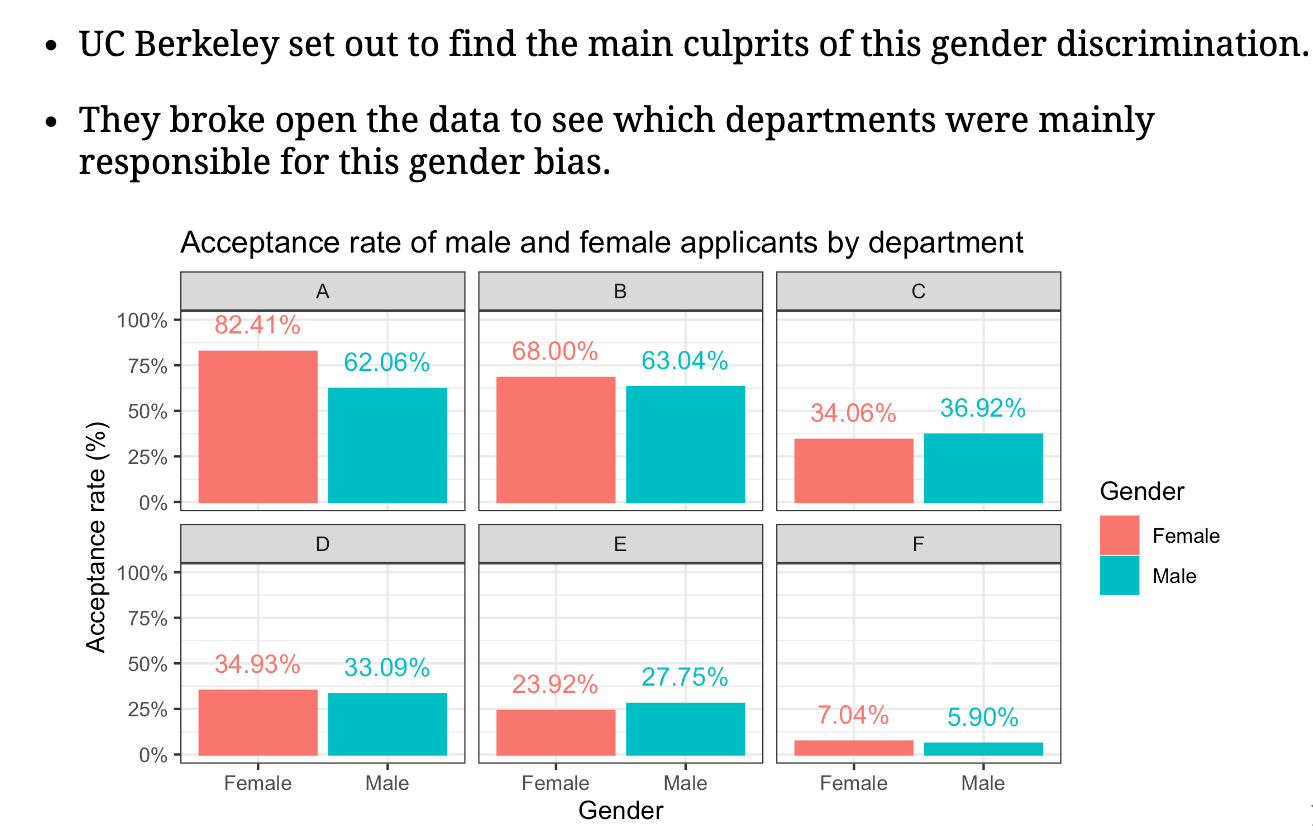 • UC Berkeley set out to find the main culprits of this gender discrimination.
• They broke open the data to see which departments were mainly
responsible for this gender bias.
Acceptance rate of male and female applicants by department
A
B
C
100%
75%
50%
25%
0%
82.41%
62.06%
68.00%
63.04%
34.06%
36.92%
D
E
F
100%
75%
50%
25%
0%
34.93%
33.09%
23.92%
27.75%
7.04%
5.90%
Female
Male
Female
Male
Female
Male
Gender
Acceptance rate (%)
Gender
Female
Male